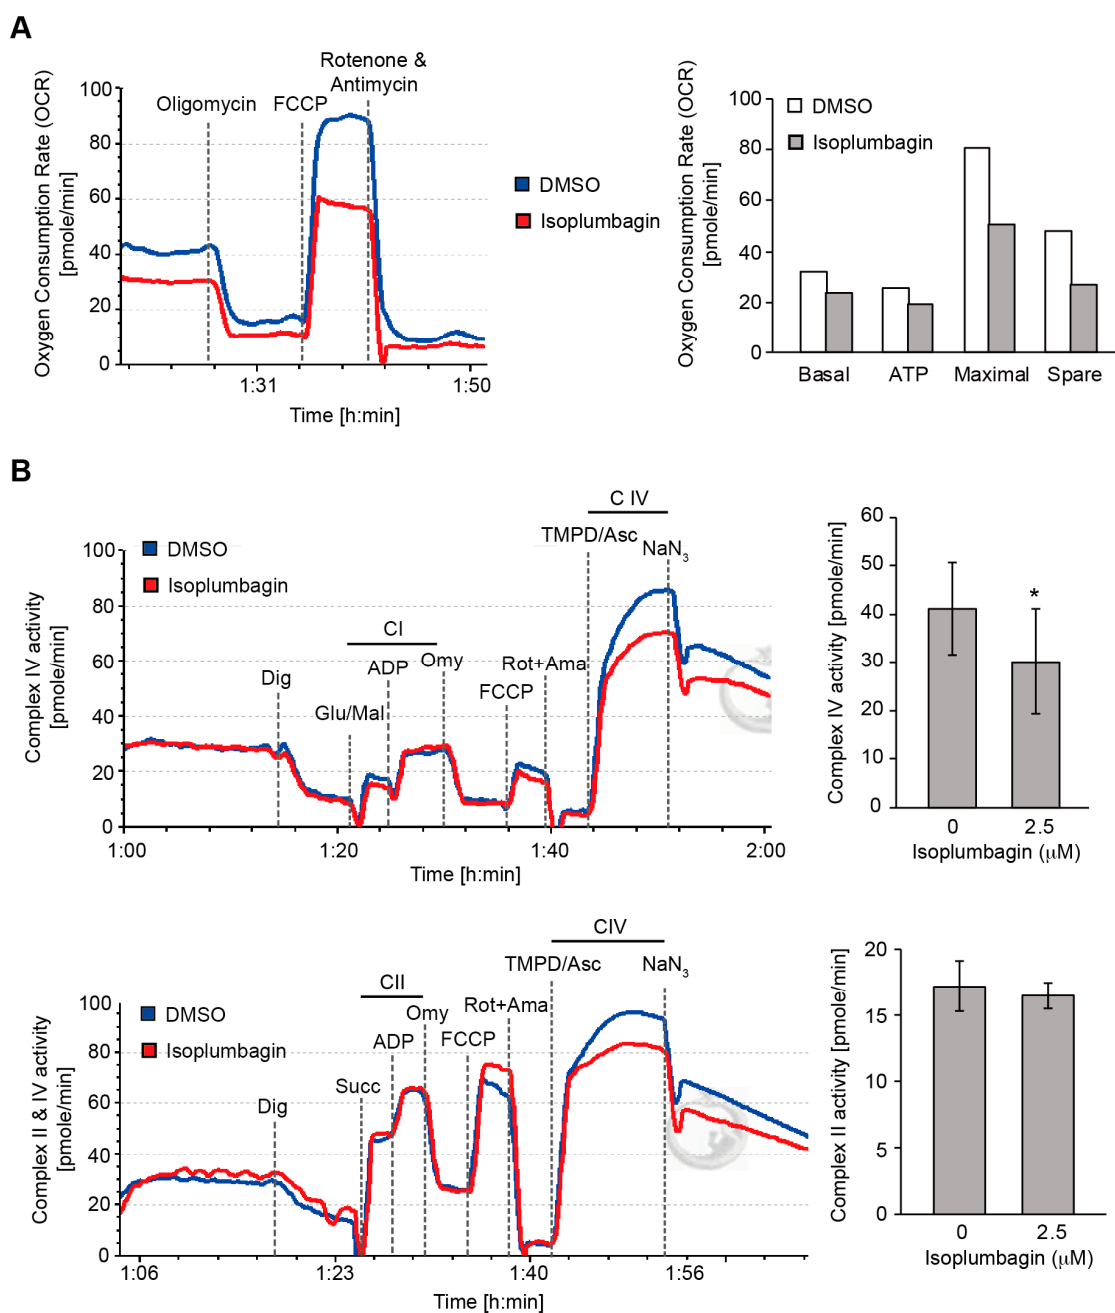 A
Oxygen Consumption Rate (OCR)
[pmole/min]
100
80
60
40
20
0
Oligomycin
FCCP
Rotenone &
Antimycin
1:31
1:50
Time [h:min]
DMSO
Isoplumbagin
Oxygen Consumption Rate (OCR)
[pmole/min]
100
80
60
40
20
0
DMSO
Isoplumbagin
Basal
ATP
Maximal
Spare
B
Complex IV activity
[pmole/min]
100
80
60
40
20
0
DMSO
Isoplumbagin
Dig
CI
Glu/Mal
ADP
Omy
FCCP
Rot+Ama
C IV
TMPD/Asc
NaN3
1:00
1:20
1:40
2:00
Time [h:min]
Complex IV activity [pmole/min]
60
50
40
30
20
10
0
*
0
2.5
Isoplumbagin (μM)
Complex II & IV activity
[pmole/min]
100
80
60
40
20
0
DMSO
Isoplumbagin
Dig
CII
Succ
ADP
Omy
FCCP
Rot+Ama
CIV
TMPD/Asc
NaN3
1:06
1:23
1:40
1:56
Time [h:min]
Complex II activity [pmole/min]
20
15
10
5
0
0
2.5
Isoplumbagin (μM)